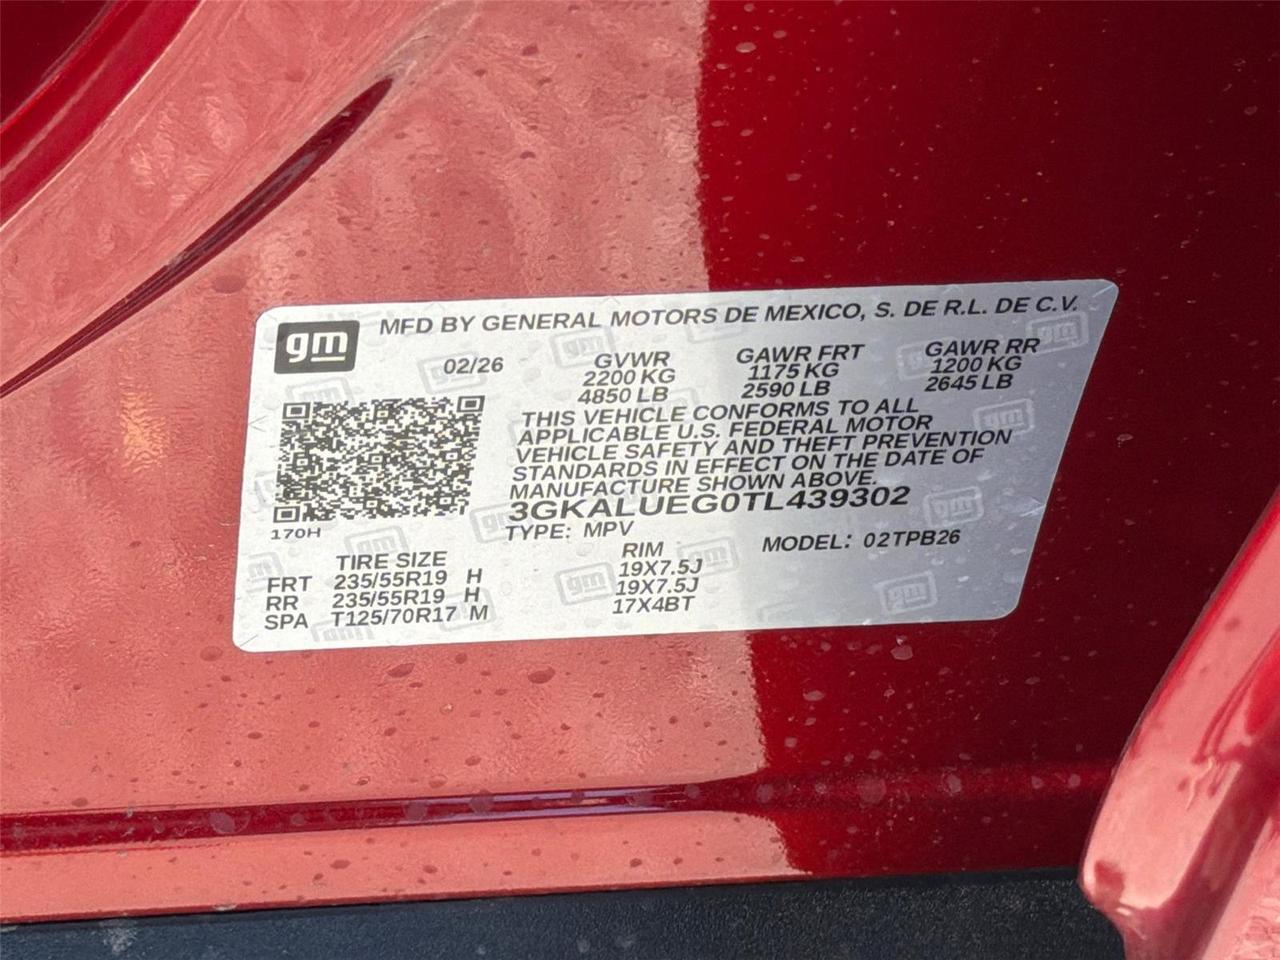 gm
MFD BY GENERAL MOTORS DE MEXICO, S. DE R.L. DE C.V.
02/26 GVWR GAWR FRT GAWR RR
2200 KG 1175 KG 1200 KG
4850 LB 2590 LB 2645 LB
THIS VEHICLE CONFORMS TO ALL
APPLICABLE U.S. FEDERAL MOTOR
VEHICLE SAFETY AND THEFT PREVENTION
STANDARDS IN EFFECT ON THE DATE OF
MANUFACTURE SHOWN ABOVE.
3GKALUEG0TL439302
170H TYPE: MPV MODEL: 02TPB26
TIRE SIZE RIM
FRT 235/55R19 H 19X7.5J
RR 235/55R19 H 19X7.5J
SPA T125/70R17 M 17X4BT